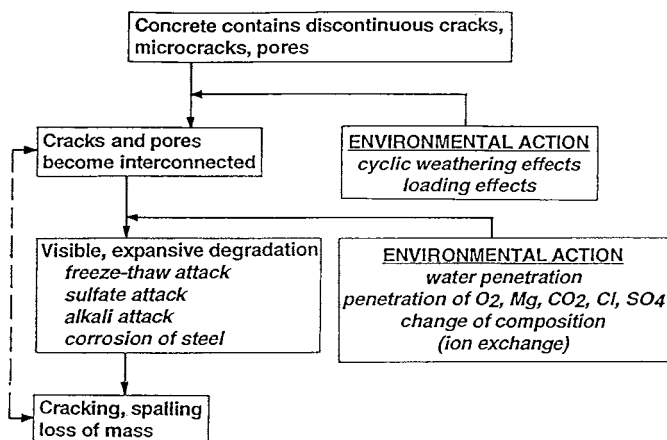 Concrete contains discontinuous cracks,
microcracks, pores
Cracks and pores
become interconnected
ENVIRONMENTAL ACTION
cyclic weathering effects
loading effects
Visible, expansive degradation
freeze-thaw attack
sulfate attack
alkali attack
corrosion of steel
ENVIRONMENTAL ACTION
water penetration
penetration of O2, Mg, CO2, Cl, SO4
change of composition
(ion exchange)
Cracking, spalling
loss of mass